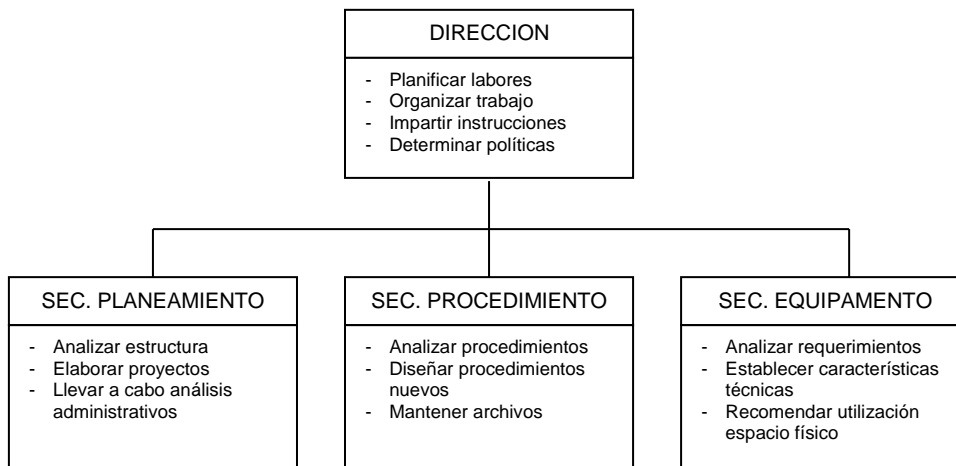 DIRECCION
- Planificar labores
- Organizar trabajo
- Impartir instrucciones
- Determinar políticas
SEC. PLANEAMIENTO
- Analizar estructura
- Elaborar proyectos
- Llevar a cabo análisis
administrativos
SEC. PROCEDIMIENTO
- Analizar procedimientos
- Diseñar procedimientos
nuevos
- Mantener archivos
SEC. EQUIPAMENTO
- Analizar requerimientos
- Establecer características
técnicas
- Recomendar utilización
espacio físico